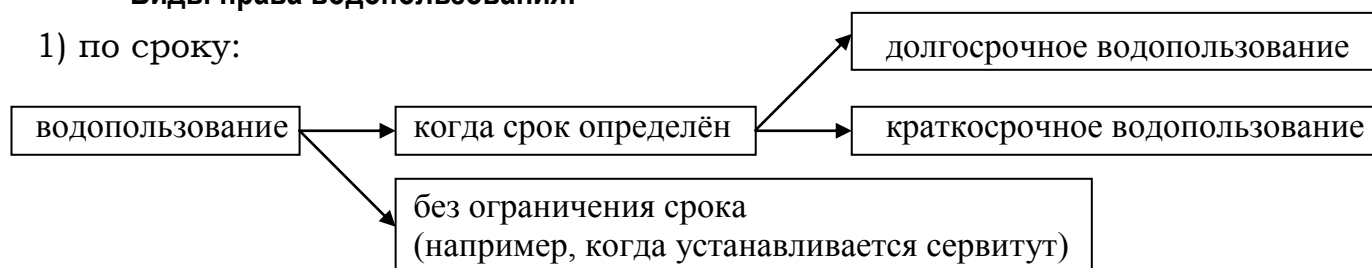 Виды права водопользования:
1) по сроку:
долгосрочное водопользование
водопользование
когда срок определён
краткосрочное водопользование
без ограничения срока
(например, когда устанавливается сервитут)